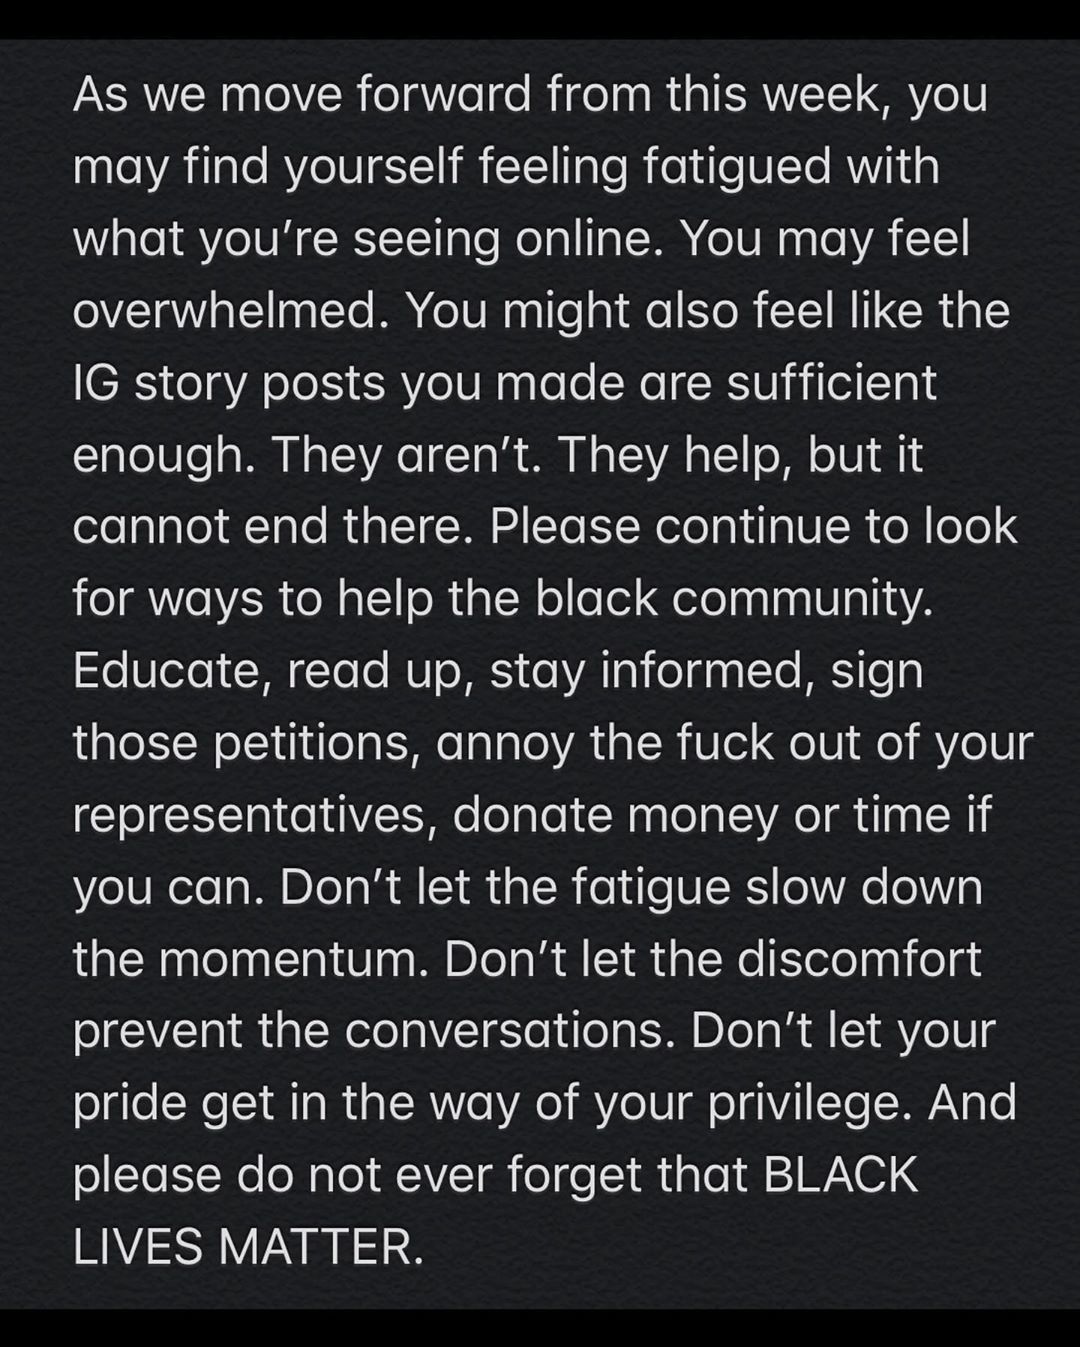 As we move forward from this week, you
may find yourself feeling fatigued with
what you’re seeing online. You may feel
overwhelmed. You might also feel like the
IG story posts you made are sufficient
enough. They aren’t. They help, but it
cannot end there. Please continue to look
for ways to help the black community.
Educate, read up, stay informed, sign
those petitions, annoy the fuck out of your
representatives, donate money or time if
you can. Don’t let the fatigue slow down
the momentum. Don’t let the discomfort
prevent the conversations. Don’t let your
pride get in the way of your privilege. And
please do not ever forget that BLACK
LIVES MATTER.